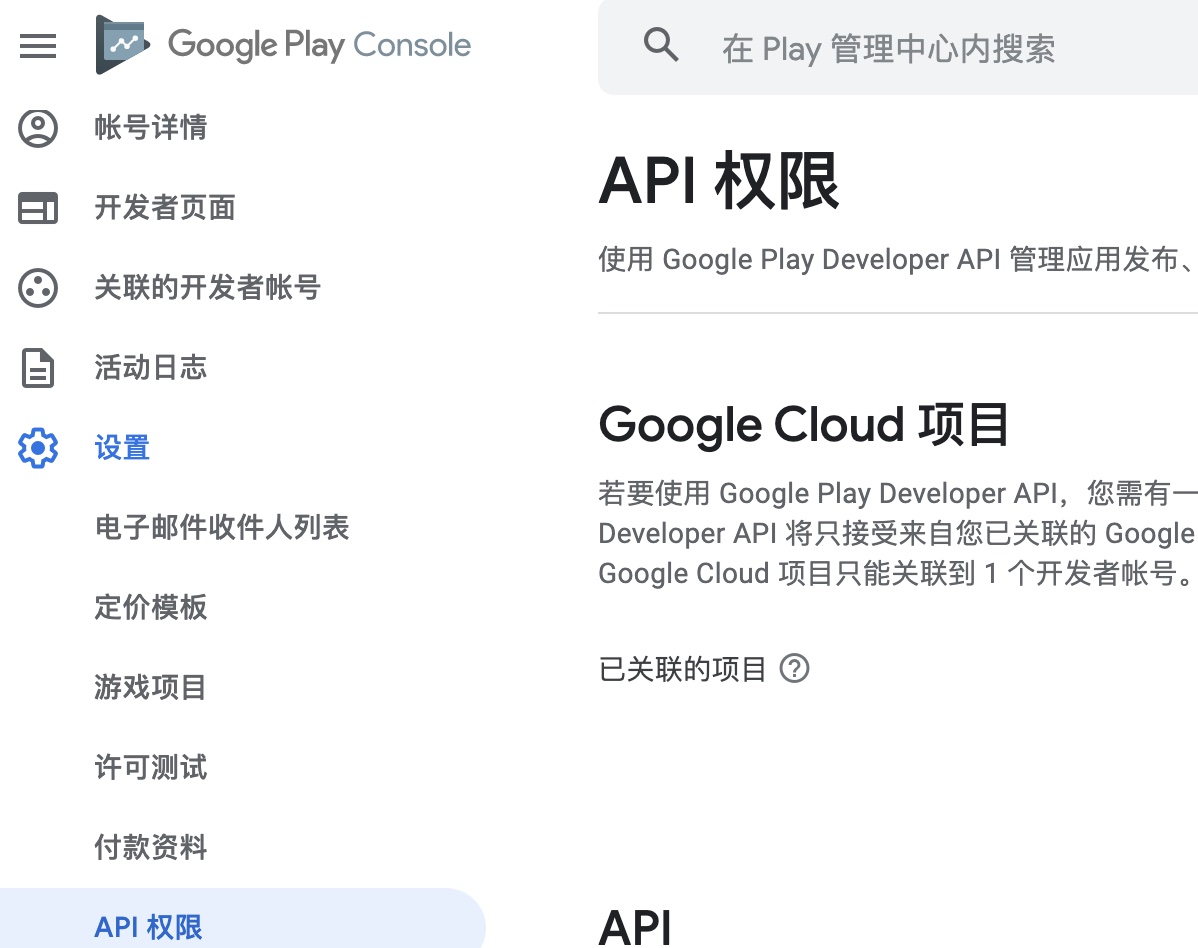 Google Play Console
帐号详情
开发者页面
关联的开发者帐号
活动日志
设置
电子邮件收件人列表
定价模板
游戏项目
许可测试
付款资料
API 权限
在 Play 管理中心内搜索
API 权限
使用 Google Play Developer API 管理应用发布、
Google Cloud 项目
若要使用 Google Play Developer API，您需有一
Developer API 将只接受来自您已关联的 Google
Google Cloud 项目只能关联到 1 个开发者帐号。
已关联的项目
API